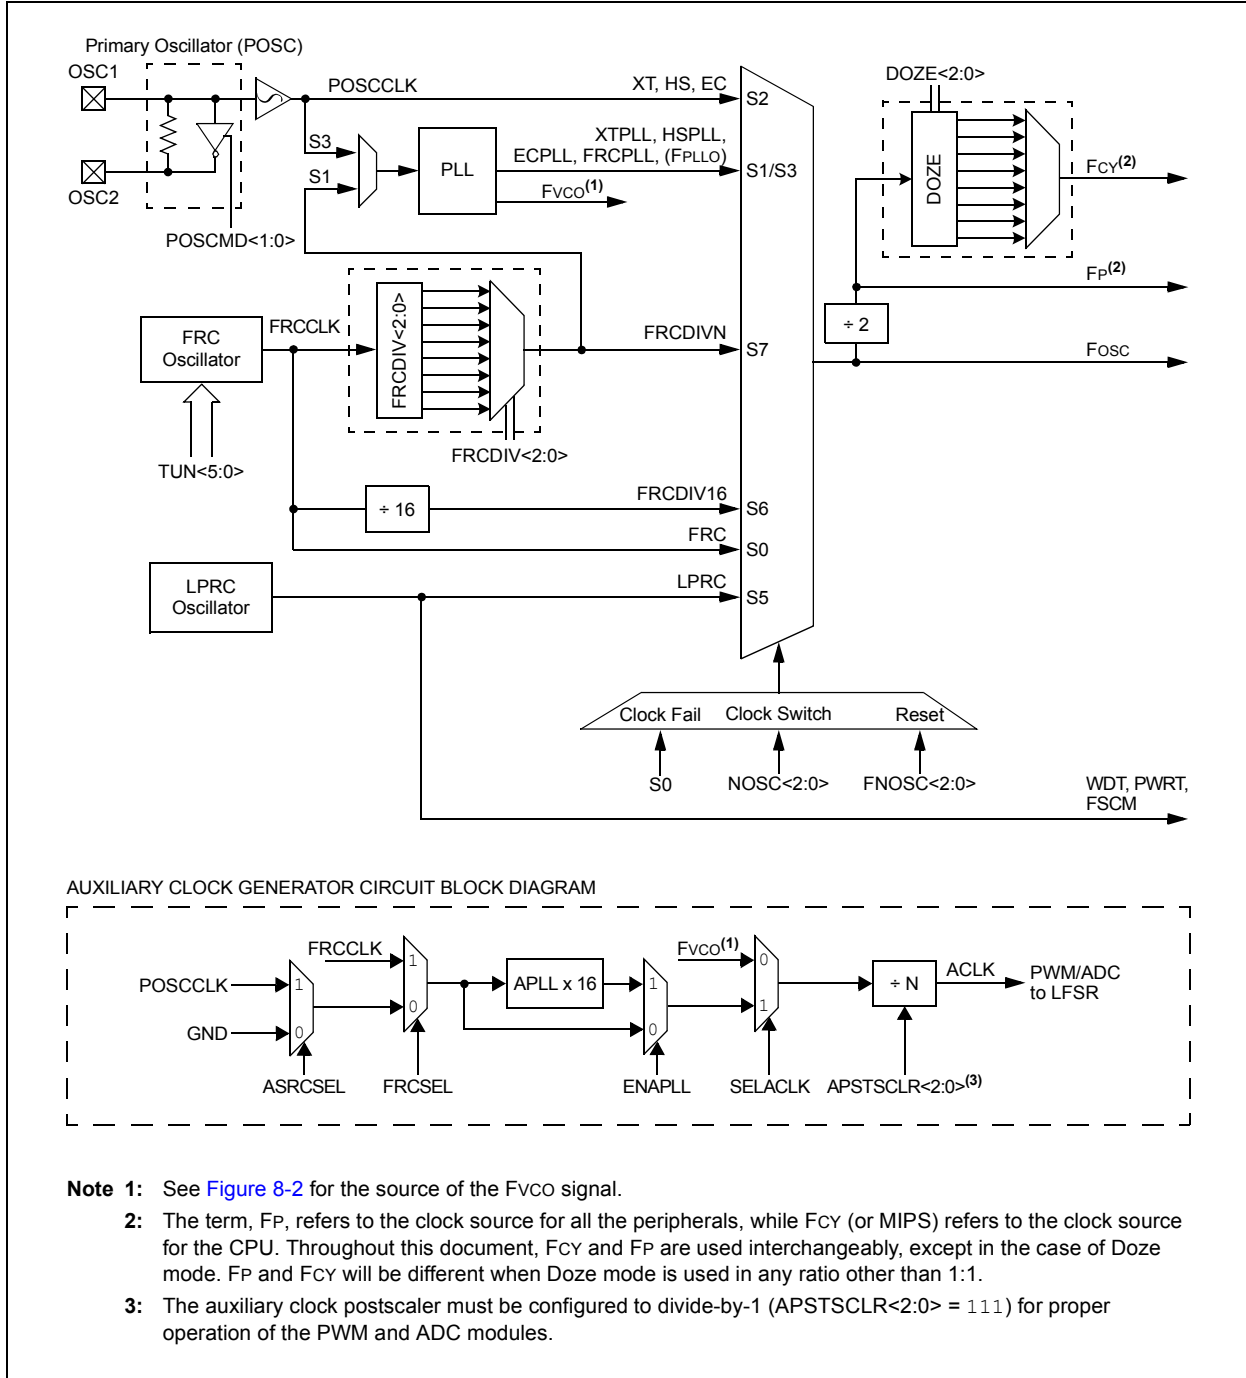 Primary Oscillator (POSC)
OSC1
OSC2
POSCMD<1:0>
POSCCLK
S3
S1
PLL
XT, HS, EC
XTPLL, HSPLL,
ECPLL, FRCPLL, (FPLLO)
FVCO(1)
S2
S1/S3
DOZE<2:0>
DOZE
FCY(2)
FP(2)
÷ 2
FOSC
FRC
Oscillator
TUN<5:0>
FRCCLK
FRCDIV<2:0>
FRCDIV<2:0>
FRCDIVN
S7
÷ 16
FRCDIV16
S6
FRC
S0
LPRC
Oscillator
LPRC
S5
Clock Fail
Clock Switch
Reset
S0
NOSC<2:0>
FNOSC<2:0>
WDT, PWRT,
FSCM
AUXILIARY CLOCK GENERATOR CIRCUIT BLOCK DIAGRAM
POSCCLK
GND
1
0
ASRCSEL
FRCCLK
1
0
FRCSEL
APLL x 16
1
0
ENAPLL
FVCO(1)
0
1
SELACLK
÷ N
APSTSCLR<2:0>(3)
ACLK
PWM/ADC
to LFSR
Note 1: See Figure 8-2 for the source of the FVCO signal.
2: The term, FP, refers to the clock source for all the peripherals, while FCY (or MIPS) refers to the clock source
for the CPU. Throughout this document, FCY and FP are used interchangeably, except in the case of Doze
mode. FP and FCY will be different when Doze mode is used in any ratio other than 1:1.
3: The auxiliary clock postscaler must be configured to divide-by-1 (APSTSCLR<2:0> = 111) for proper
operation of the PWM and ADC modules.